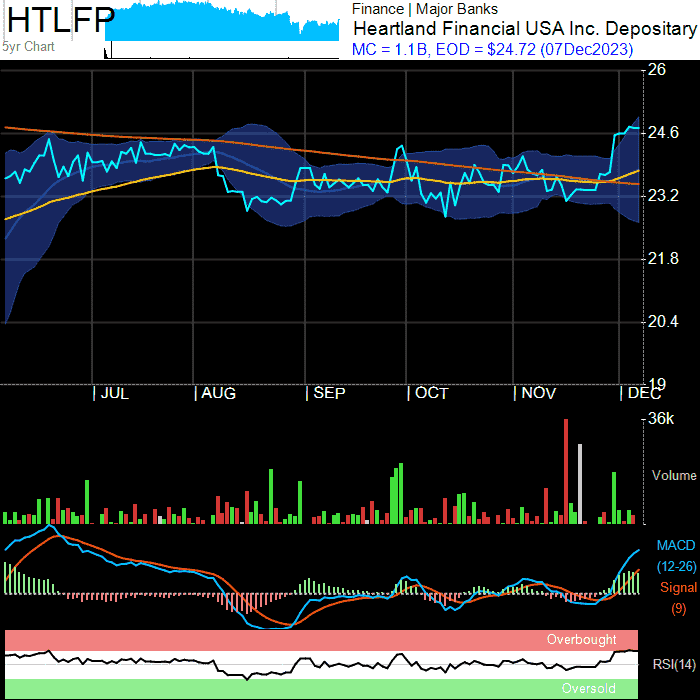 HTLFP
5yr Chart
Finance | Major Banks
Heartland Financial USA Inc. Depositary
MC = 1.1B, EOD = $24.72 (07Dec2023)
26
24.6
23.2
21.8
20.4
19
JUL
AUG
SEP
OCT
NOV
DEC
36k
Volume
MACD
(12-26)
Signal
(9)
Overbought
RSI(14)
Oversold